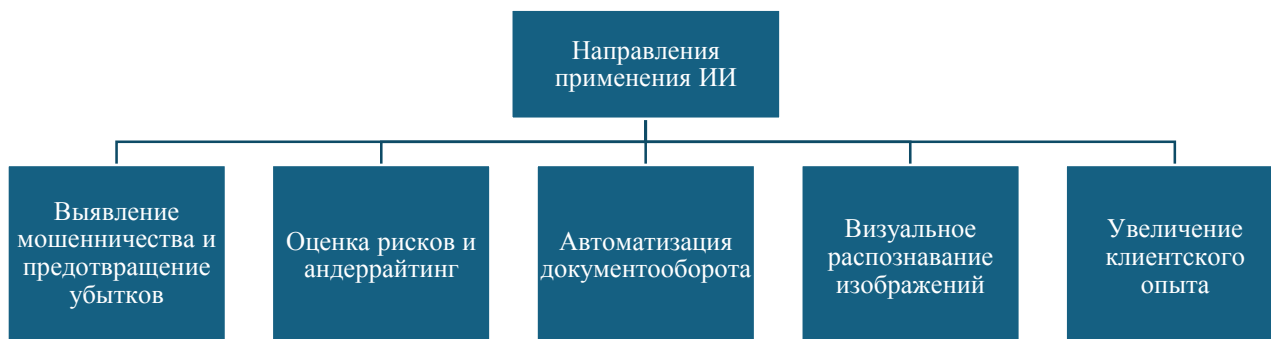 Направления
применения ИИ
Выявление
мошенничества и
предотвращение
убытков
Оценка рисков и
андеррайтинг
Автоматизация
документооборота
Визуальное
распознавание
изображений
Увеличение
клиентского
опыта